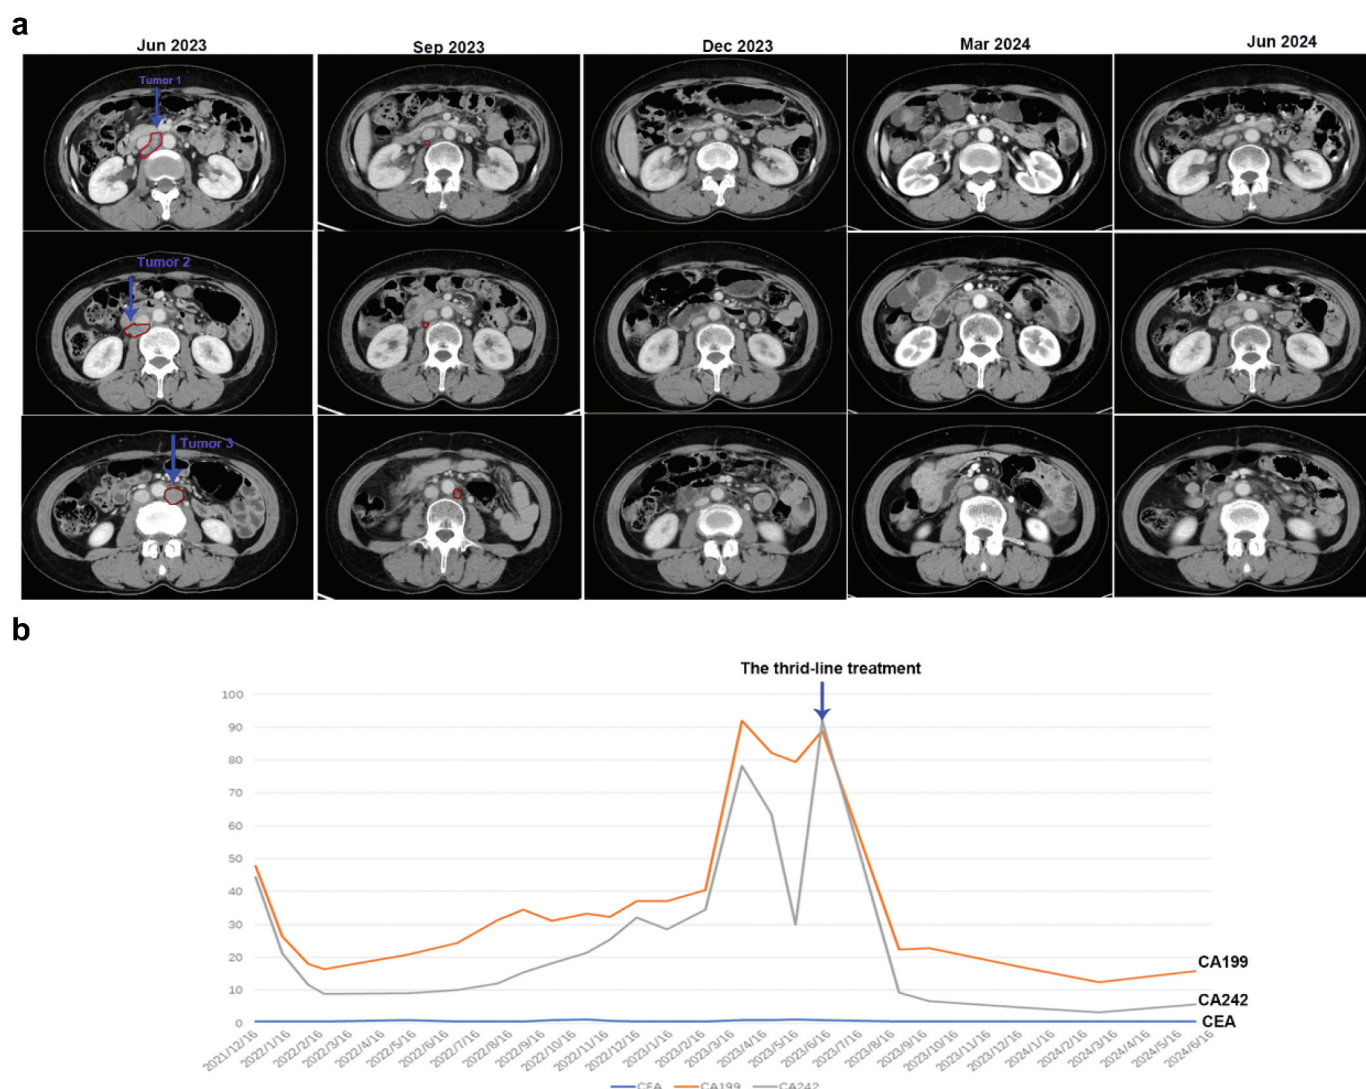 a
Jun 2023
Sep 2023
Dec 2023
Mar 2024
Jun 2024
Tumor 1
Tumor 2
Tumor 3
b
The thrid-line treatment
100
90
80
70
60
50
40
30
20
10
0
CA199
CA242
CEA
2021/12/16
2022/1/16
2022/2/16
2022/3/16
2022/4/16
2022/5/16
2022/6/16
2022/7/16
2022/8/16
2022/9/16
2022/10/16
2022/11/16
2022/12/16
2023/1/16
2023/2/16
2023/3/16
2023/4/16
2023/5/16
2023/6/16
2023/7/16
2023/8/16
2023/9/16
2023/10/16
2023/11/16
2023/12/16
2024/1/16
2024/2/16
2024/3/16
2024/4/16
2024/5/16
2024/6/16
CEA CA199 CA242